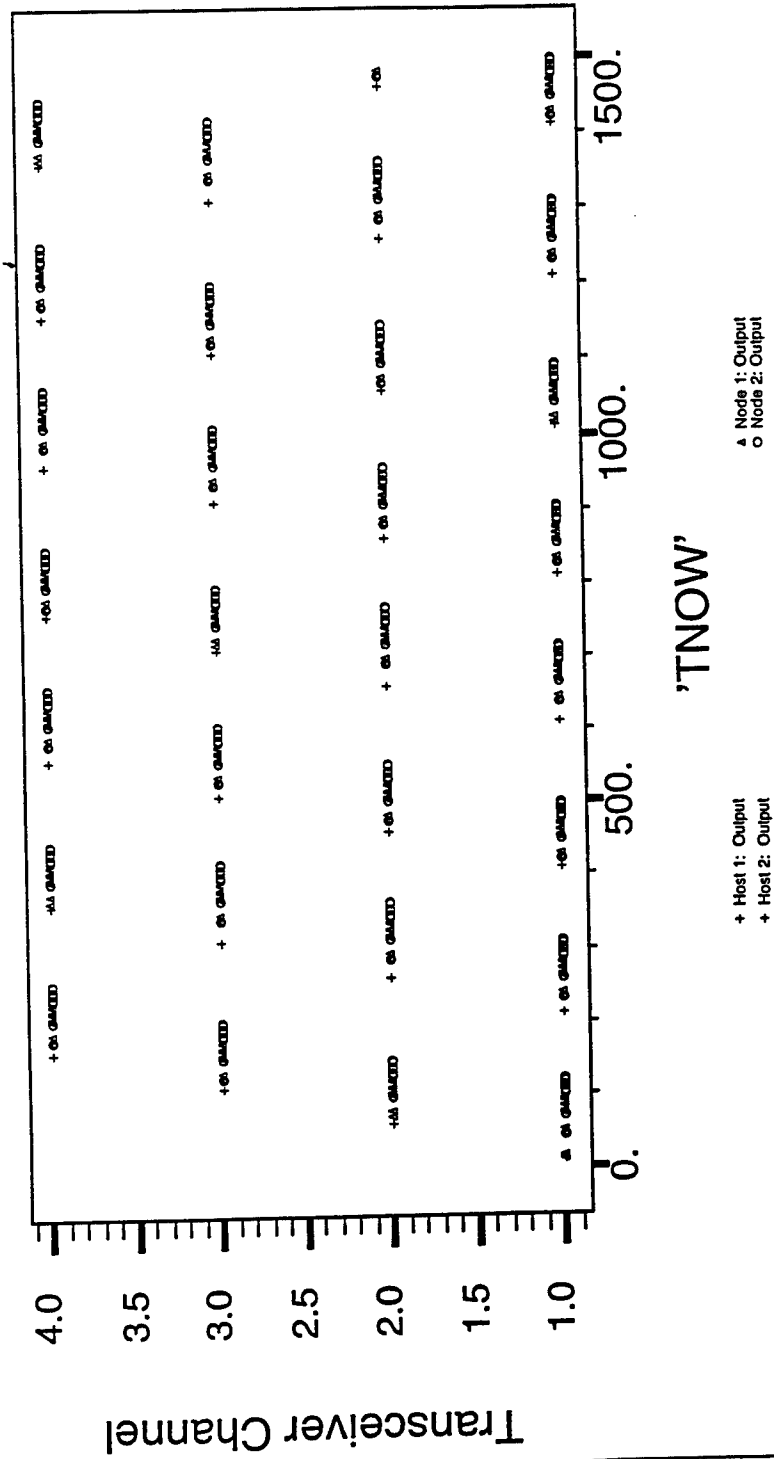 Transceiver Channel
4.0
3.5
3.0
2.5
2.0
1.5
1.0
0.
500.
1000.
1500.
'TNOW'
+ Host 1: Output
+ Host 2: Output
▵ Node 1: Output
o Node 2: Output